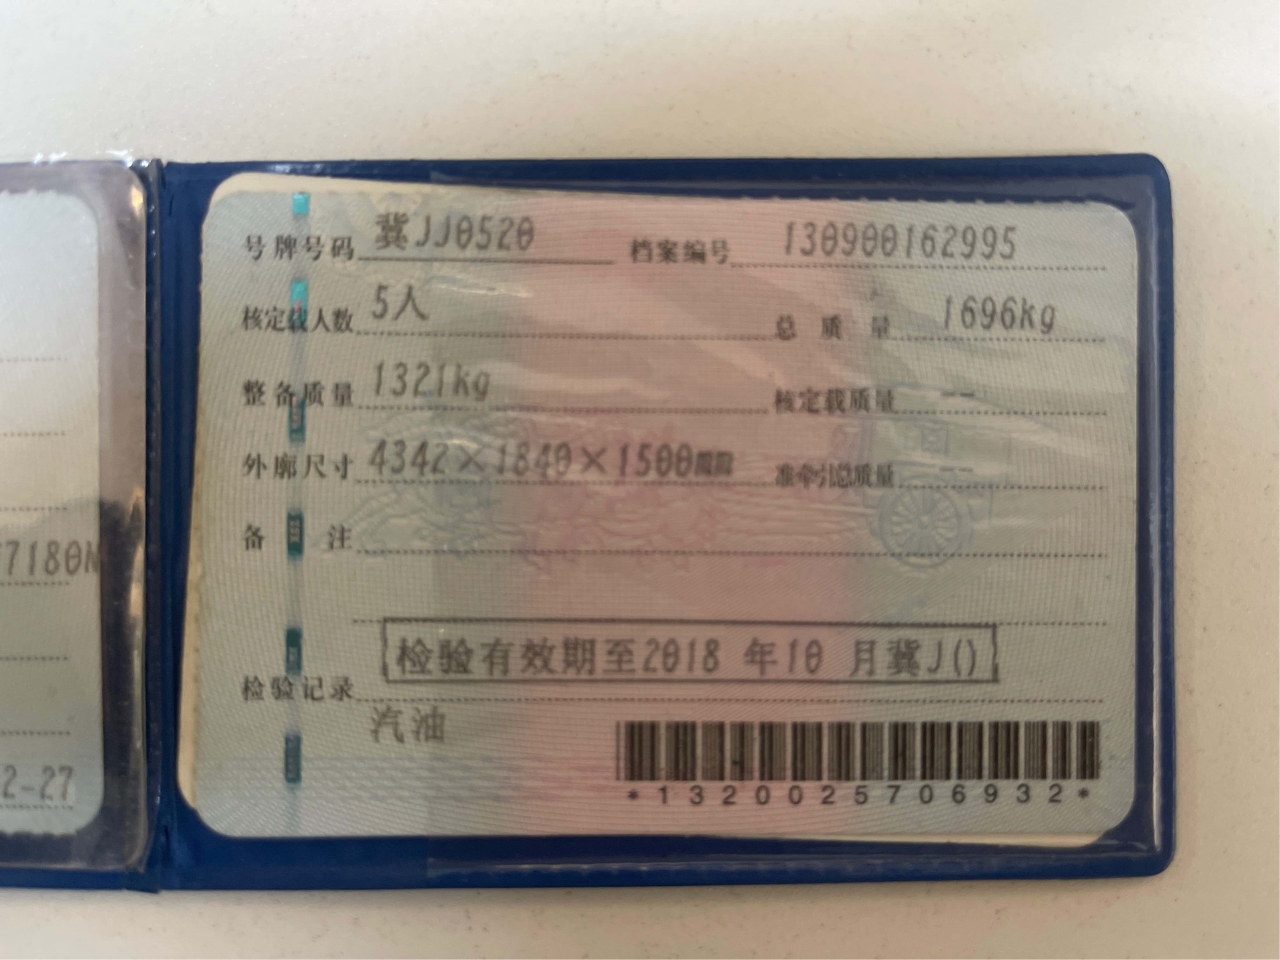 号牌号码 冀JJ0520 档案编号 130900162995
核定载人数 5人 总质量 1696kg
整备质量 1321kg 核定载质量 --
外廓尺寸 4342×1840×1500mm 准牵引总质量 --
备注
检验有效期至2018 年10 月冀J()
检验记录
汽油
*1320025706932*
7180N
2-27